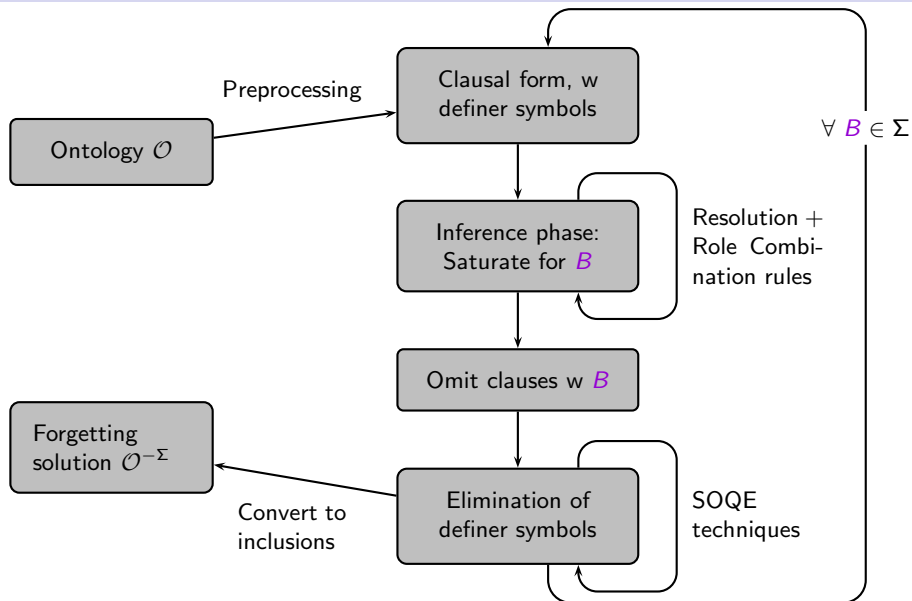 Clausal form, w
definer symbols
Preprocessing
∀ B ∈ Σ
Ontology 𝒪
Inference phase:
Saturate for B
Resolution +
Role Combi-
nation rules
Omit clauses w B
Forgetting
solution 𝒪⁻Σ
Elimination of
definer symbols
SOQE
techniques
Convert to
inclusions